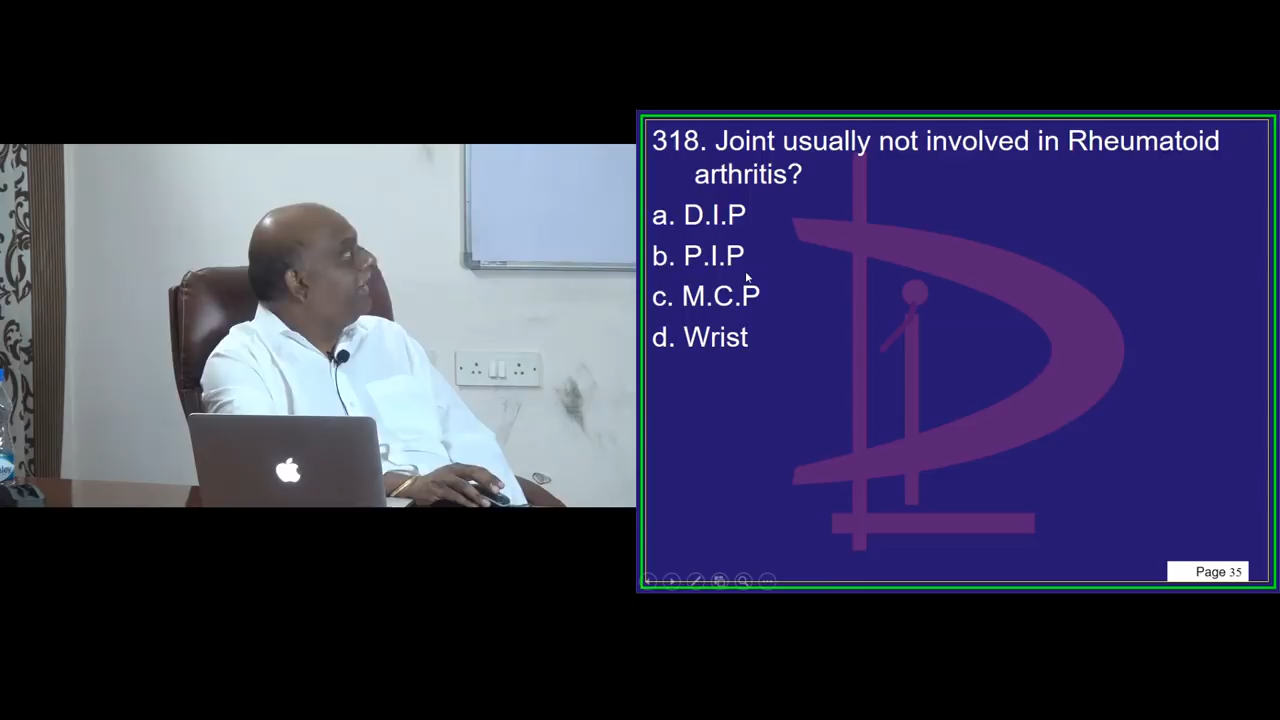 318. Joint usually not involved in Rheumatoid
arthritis?
a. D.I.P
b. P.I.P
c. M.C.P
d. Wrist
Page 35